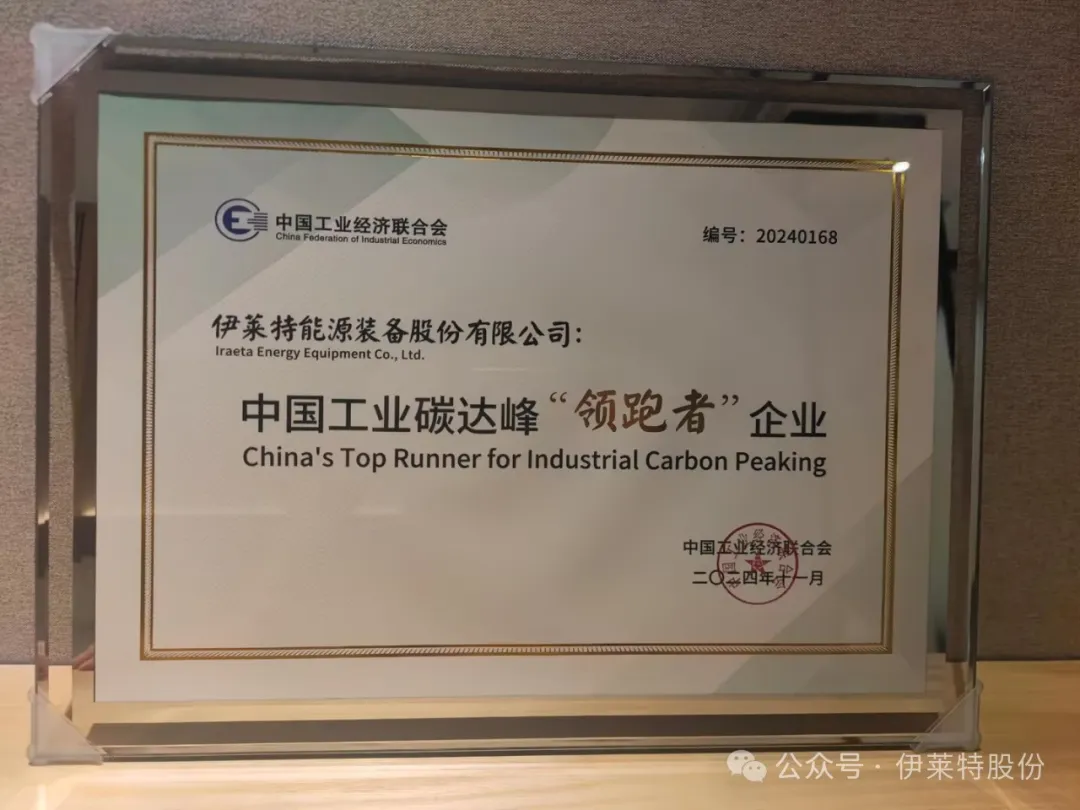 中国工业经济联合会
China Federation of Industrial Economics
编号：20240168
伊莱特能源装备股份有限公司：
Iraeta Energy Equipment Co., Ltd.
中国工业碳达峰“领跑者”企业
China's Top Runner for Industrial Carbon Peaking
中国工业经济联合会
二〇二四年十一月
公众号 · 伊莱特股份